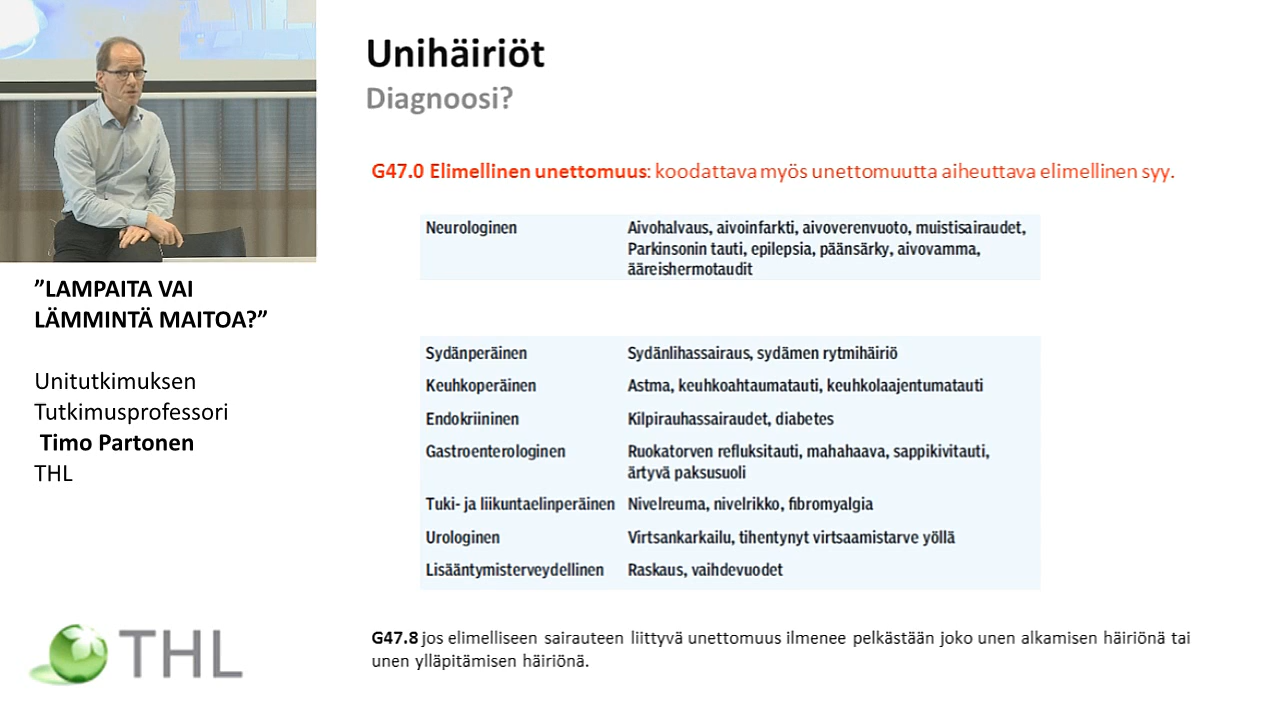 Unihäiriöt
Diagnoosi?
G47.0 Elimellinen unettomuus: koodattava myös unettomuutta aiheuttava elimellinen syy.
Neurologinen Aivohalvaus, aivoinfarkti, aivoverenvuoto, muistisairaudet,
Parkinsonin tauti, epilepsia, päänsärky, aivovamma,
ääreishermotaudit
Sydänperäinen Sydänlihassairaus, sydämen rytmihäiriö
Keuhkoperäinen Astma, keuhkoahtaumatauti, keuhkolaajentumatauti
Endokriininen Kilpirauhassairaudet, diabetes
Gastroenterologinen Ruokatorven refluksitauti, mahahaava, sappikivitauti,
ärtyvä paksusuoli
Tuki- ja liikuntaelinperäinen Nivelreuma, nivelrikko, fibromyalgia
Urologinen Virtsankarkailu, tihentynyt virtsaamistarve yöllä
Lisääntymisterveydellinen Raskaus, vaihdevuodet
G47.8 jos elimelliseen sairauteen liittyvä unettomuus ilmenee pelkästään joko unen alkamisen häiriönä tai
unen ylläpitämisen häiriönä.
”LAMPAITA VAI
LÄMMINTÄ MAITOA?”
Unitutkimuksen
Tutkimusprofessori
Timo Partonen
THL
THL